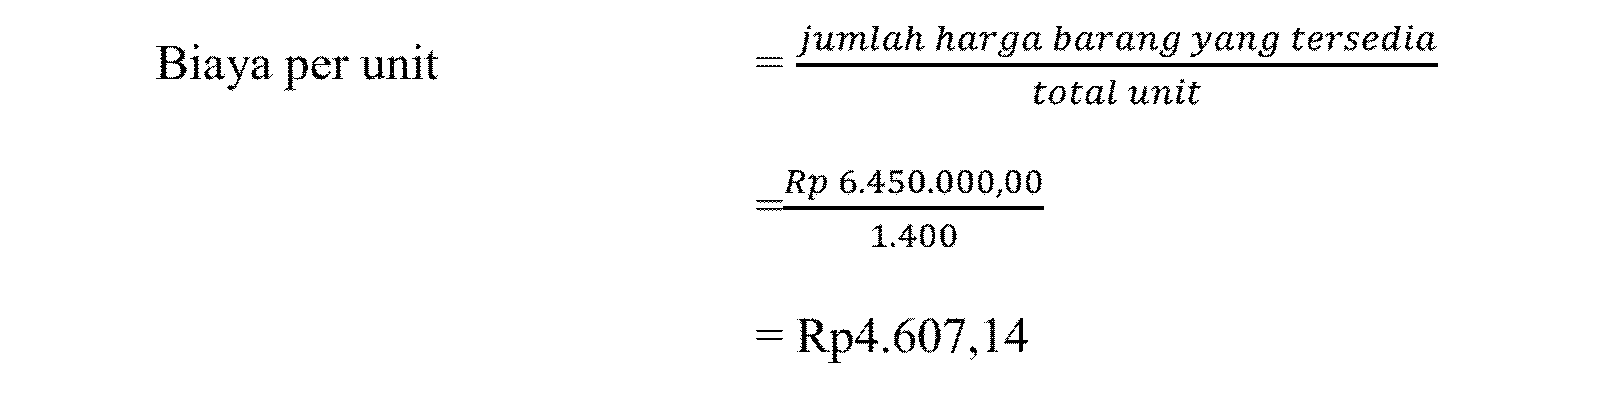 Biaya per unit = jumlah harga barang yang tersedia
total unit
= Rp 6.450.000,00
1.400
= Rp4.607,14